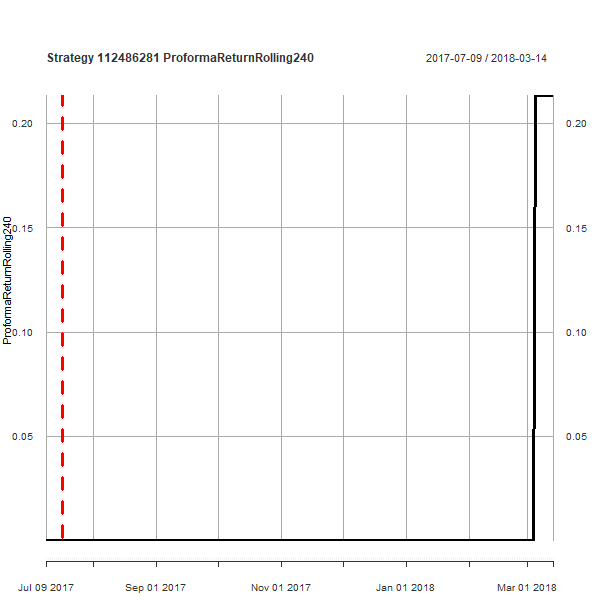 Strategy 112486281 ProformaReturnRolling240
2017-07-09 / 2018-03-14
ProformaReturnRolling240
0.20
0.15
0.10
0.05
0.20
0.15
0.10
0.05
Jul 09 2017
Sep 01 2017
Nov 01 2017
Jan 01 2018
Mar 01 2018